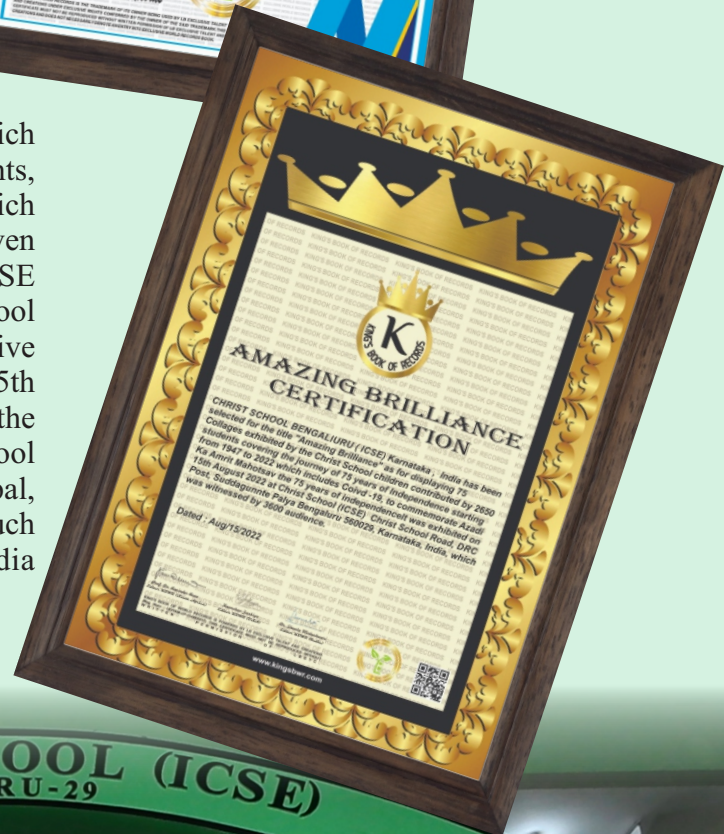 ich
nts,
ich
ven
SE
ool
ive
5th
the
ool
pal,
uch
dia
K
KING'S BOOK OF RECORDS
AMAZING BRILLIANCE
CERTIFICATION
CHRIST SCHOOL BENGALIURU ( ICSE) Karnataka , India has been
selected for the title "Amazing Brilliance" as for displaying 75
Collages exhibited by the Christ School children contributed by 2650
students covering the journey of 75 years of Independence starting
from 1947 to 2022 which includes Coivd -19, to commemorate Azadi
Ka Amrit Mahotsav the 75 years of independencelt was exhibited on
15th August 2022 at Christ School (ICSE) Christ School Road, DRC
Post, Suddagunnte Palya Bengaluru 560029, Karnataka, India, which
was witnessed by 3600 audience.
Dated : Aug/15/2022
www.kingsbwr.com
OOL (ICSE)
RU-29